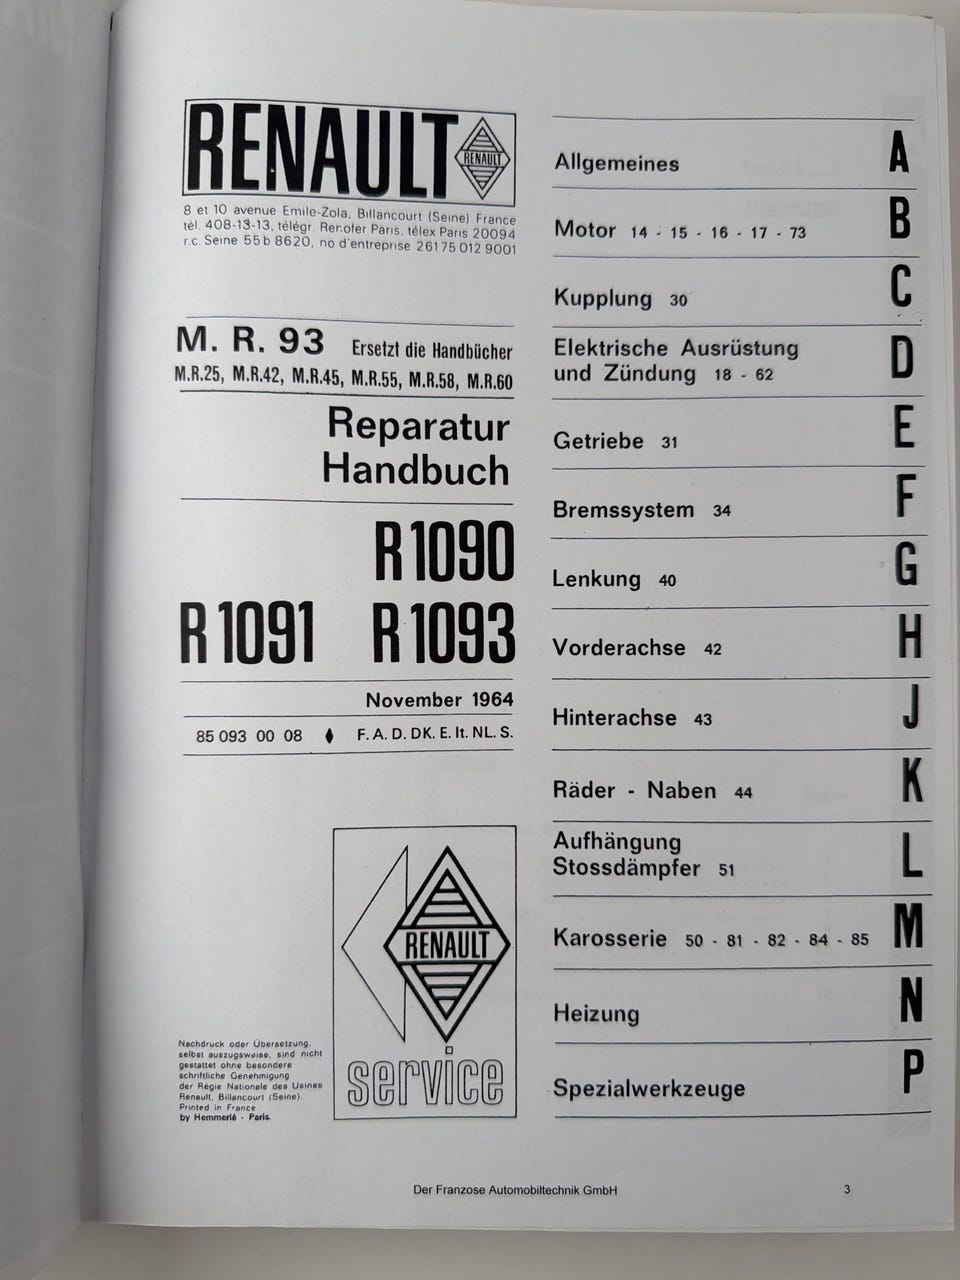 RENAULT
RENAULT
8 et 10 avenue Emile-Zola, Billancourt (Seine) France
tél. 408-13-13, télégr. Renofer Paris, télex Paris 20094
r.c. Seine 55 b 8620, no d'entreprise 261 75 012 9001
M. R. 93 Ersetzt die Handbücher
M.R.25, M.R.42, M.R.45, M.R.55, M.R.58, M.R.60
Reparatur
Handbuch
R 1090
R 1091 R 1093
November 1964
85 093 00 08 ♦ F. A. D. DK. E. It. NL. S.
RENAULT
service
Nachdruck oder Übersetzung,
selbst auszugsweise, sind nicht
gestattet ohne besondere
schriftliche Genehmigung
der Régie Nationale des Usines
Renault, Billancourt (Seine).
Printed in France
by Hemmerlé - Paris.
Allgemeines A
Motor 14 - 15 - 16 - 17 - 73 B
Kupplung 30 C
Elektrische Ausrüstung
und Zündung 18 - 62 D
Getriebe 31 E
Bremssystem 34 F
Lenkung 40 G
Vorderachse 42 H
Hinterachse 43 J
Räder - Naben 44 K
Aufhängung
Stossdämpfer 51 L
Karosserie 50 - 81 - 82 - 84 - 85 M
Heizung N
Spezialwerkzeuge P
Der Franzose Automobiltechnik GmbH 3